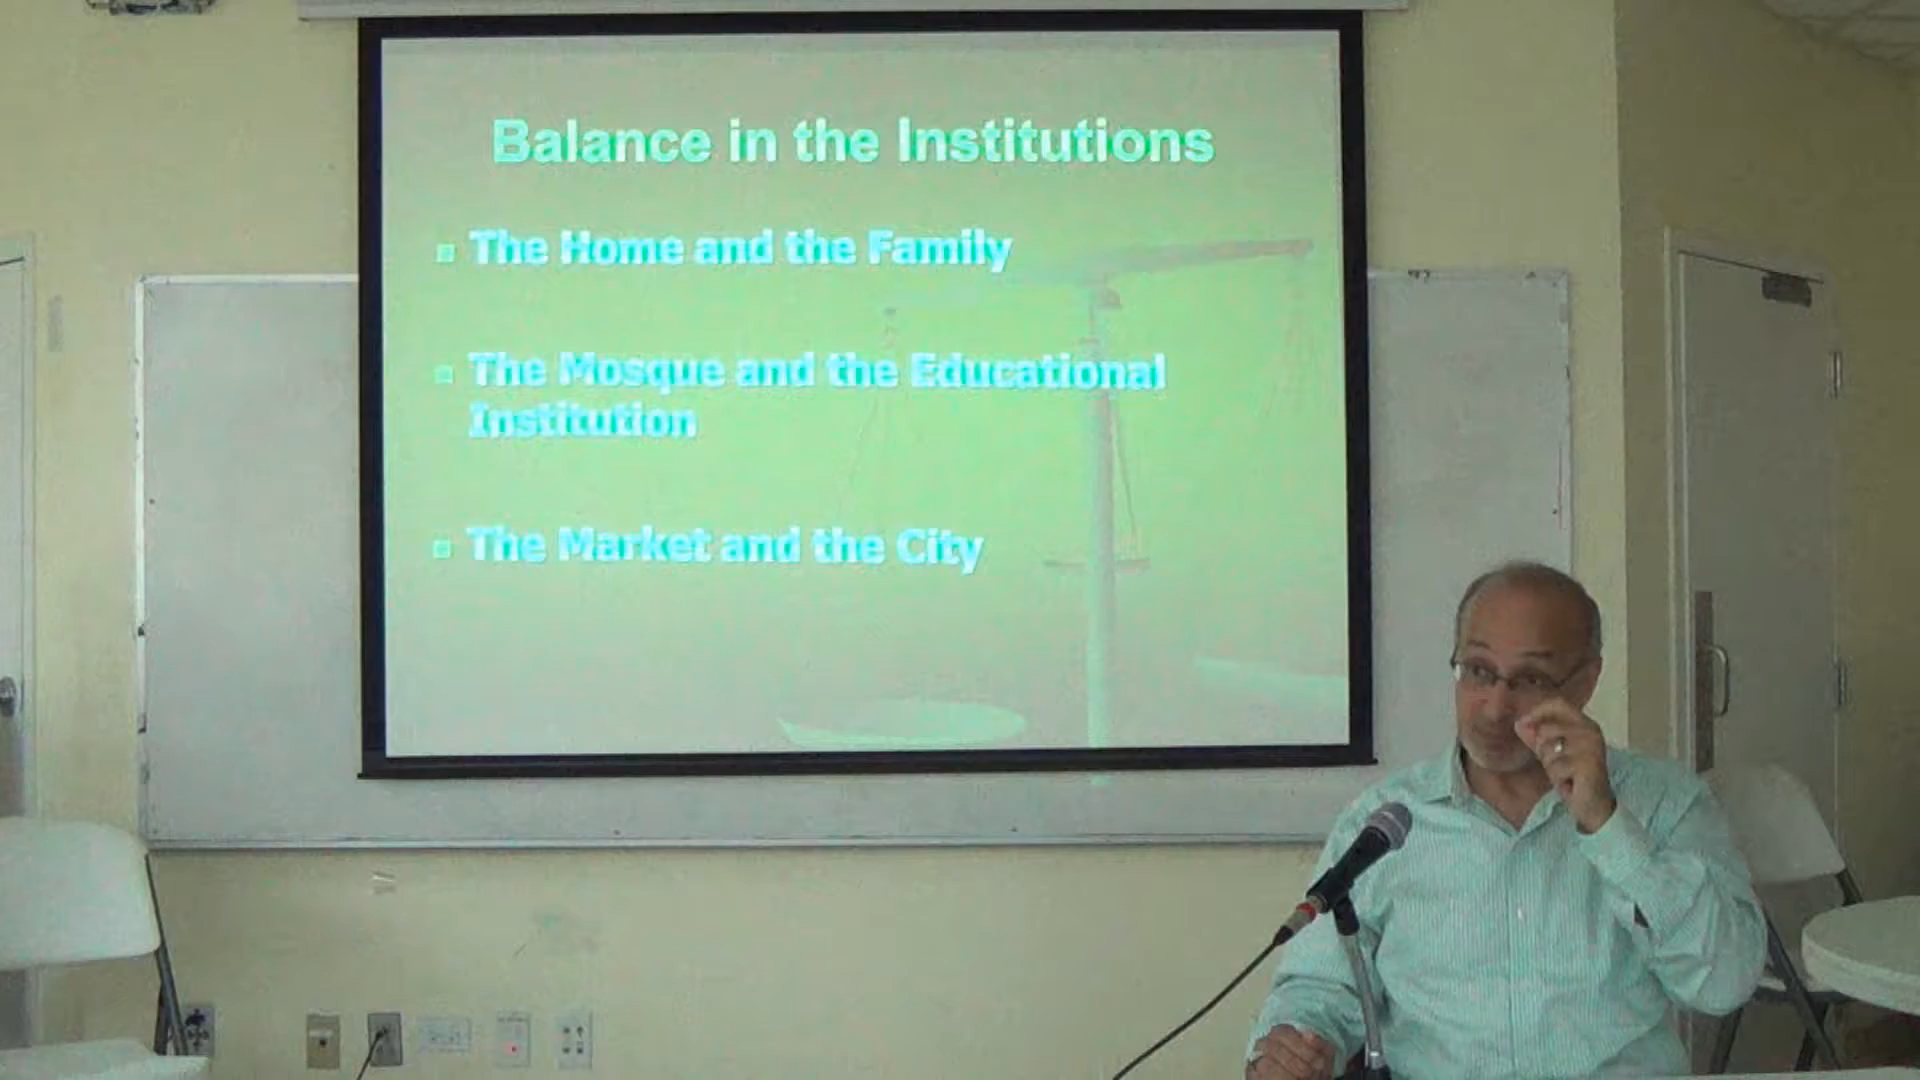 Balance in the Institutions
The Home and the Family
The Mosque and the Educational
Institution
The Market and the City